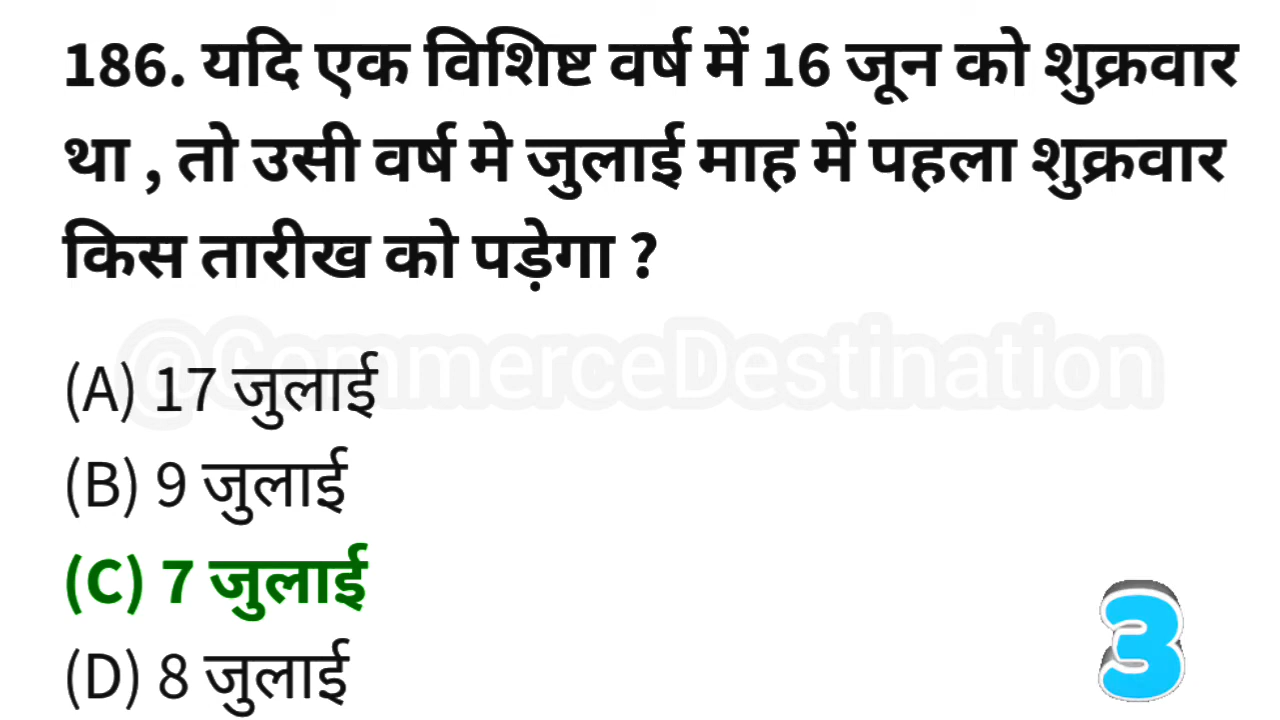 186. यदि एक विशिष्ट वर्ष में 16 जून को शुक्रवार
था , तो उसी वर्ष मे जुलाई माह में पहला शुक्रवार
किस तारीख को पड़ेगा ?
@CommerceDestination
(A) 17 जुलाई
(B) 9 जुलाई
(C) 7 जुलाई
(D) 8 जुलाई
3